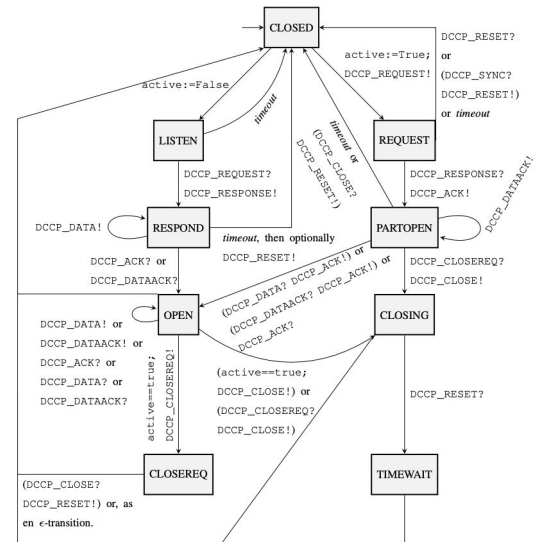 CLOSED
DCCP_RESET?
or
(DCCP_SYNC?
DCCP_RESET!)
or timeout
active:=True;
DCCP_REQUEST!
active:=False
timeout
LISTEN
REQUEST
timeout or
(DCCP_CLOSE?
DCCP_RESET!)
DCCP_REQUEST?
DCCP_RESPONSE!
DCCP_RESPONSE?
DCCP_ACK!
DCCP_DATAACK!
DCCP_DATA!
RESPOND
PARTOPEN
timeout, then optionally
DCCP_RESET!
DCCP_ACK? or
DCCP_DATAACK?
DCCP_CLOSEREQ?
DCCP_CLOSE!
(DCCP_DATA? DCCP_ACK!) or
(DCCP_DATAACK? DCCP_ACK!) or
DCCP_ACK?
OPEN
CLOSING
DCCP_DATA! or
DCCP_DATAACK! or
DCCP_ACK? or
DCCP_DATA? or
DCCP_DATAACK?
active==true;
DCCP_CLOSEREQ!
(active==true;
DCCP_CLOSE!) or
(DCCP_CLOSEREQ?
DCCP_CLOSE!)
DCCP_RESET?
CLOSEREQ
TIMEWAIT
(DCCP_CLOSE?
DCCP_RESET!) or, as
en ϵ-transition.